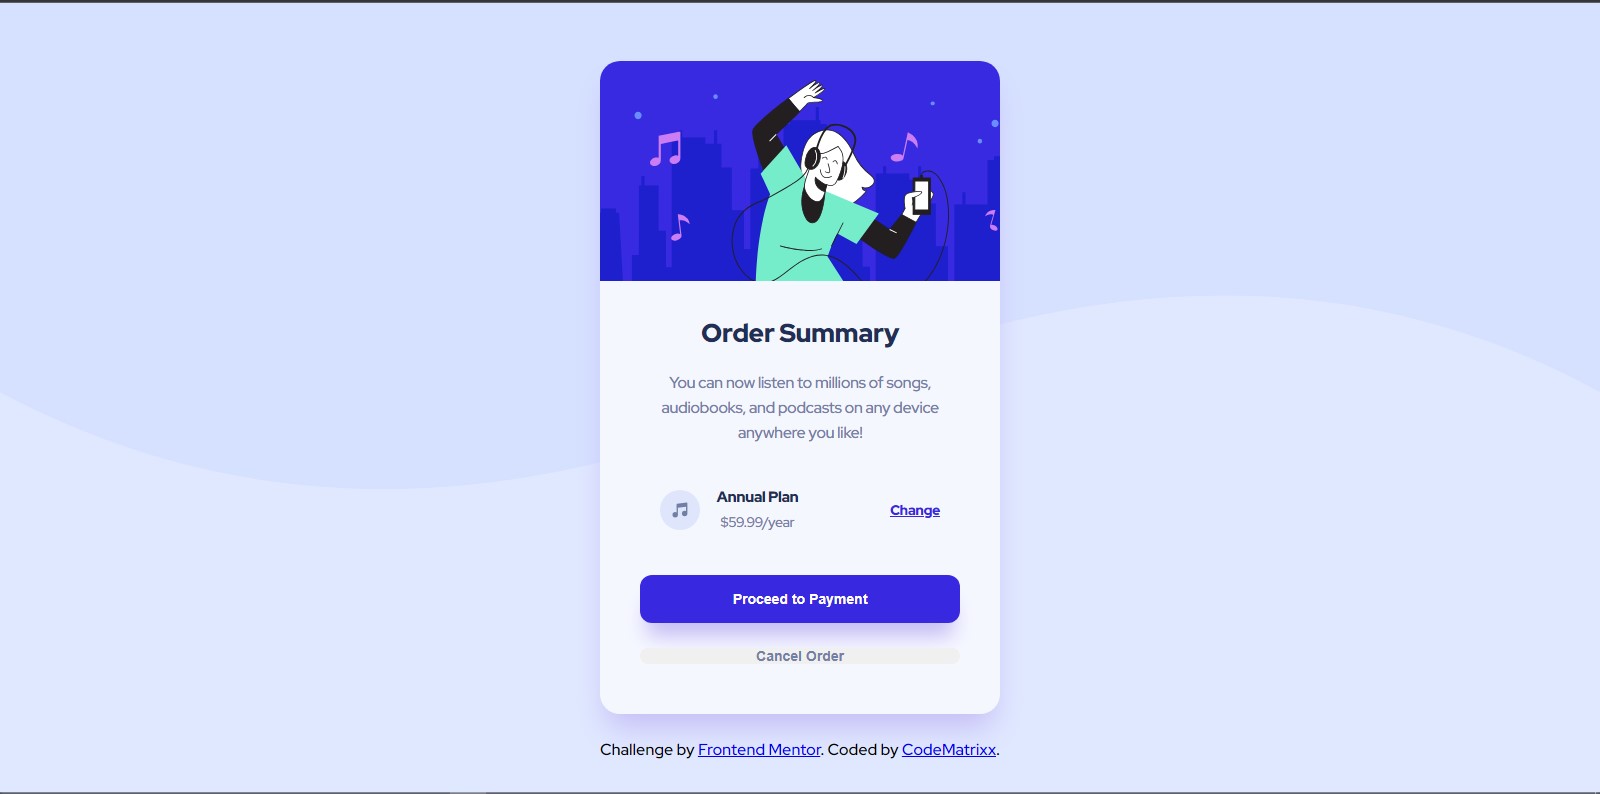 Order Summary
You can now listen to millions of songs,
audiobooks, and podcasts on any device
anywhere you like!
Annual Plan
$59.99/year
Change
Proceed to Payment
Cancel Order
Challenge by Frontend Mentor. Coded by CodeMatrixx.